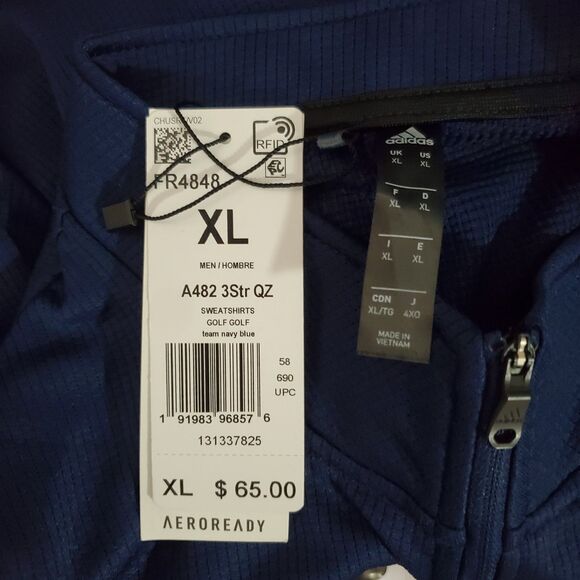 CHUSRFV02
RFID
FR4848
XL
MEN / HOMBRE
A482 3Str QZ
SWEATSHIRTS
GOLF GOLF
team navy blue
58
690
UPC
1 91983 96857 6
131337825
XL $ 65.00
AEROREADY
adidas
UK US
XL XL
F D
XL XL
I E
XL XL
CDN J
XL/TG 4XO
MADE IN
VIETNAM